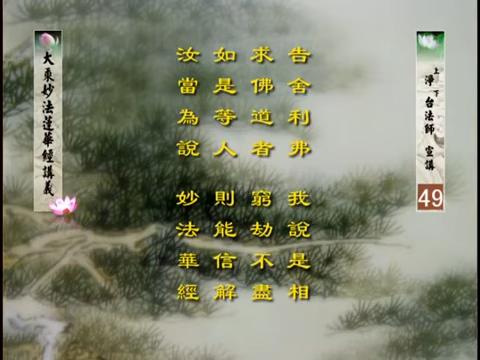 告舍利弗 我說是相
求佛道者 窮劫不盡
如是等人 則能信解
汝當為說 妙法華經
上淨下台法師 宣講
49
大乘妙法蓮華經講義